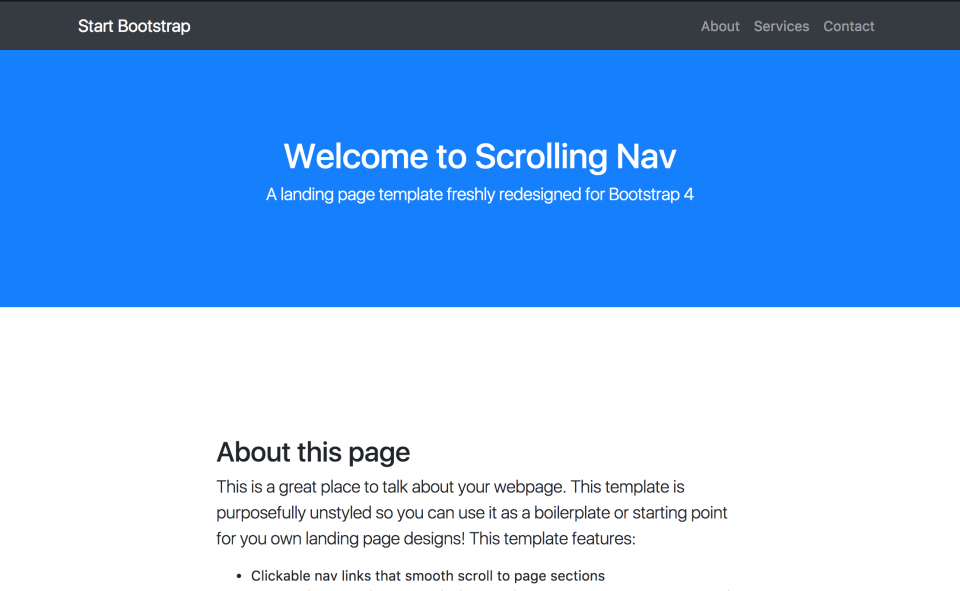 Start Bootstrap
About Services Contact
Welcome to Scrolling Nav
A landing page template freshly redesigned for Bootstrap 4
About this page
This is a great place to talk about your webpage. This template is
purposefully unstyled so you can use it as a boilerplate or starting point
for you own landing page designs! This template features:
• Clickable nav links that smooth scroll to page sections